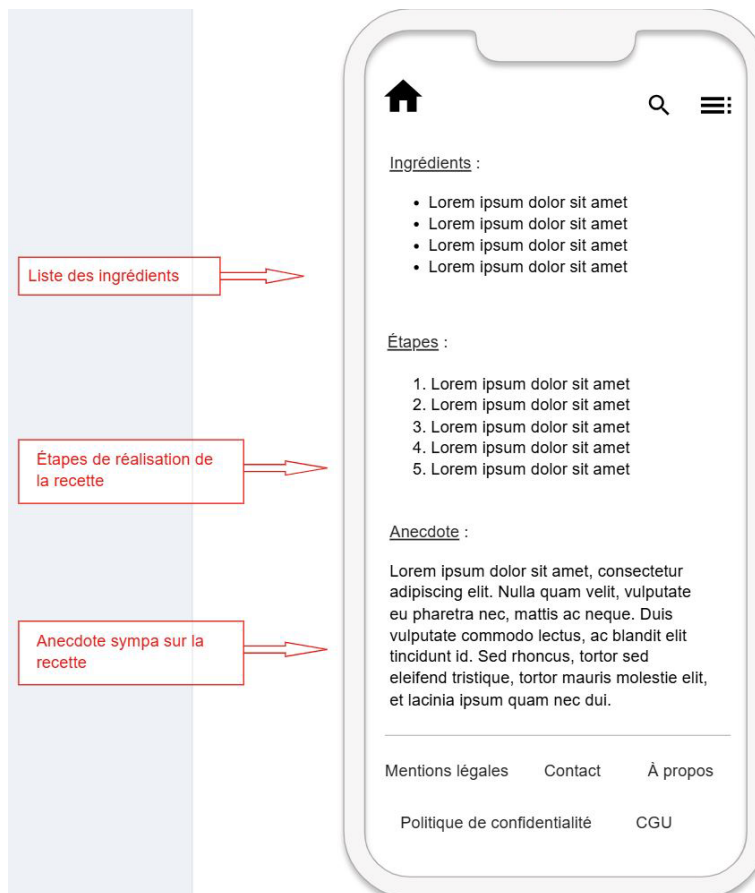 Ingrédients :
• Lorem ipsum dolor sit amet
• Lorem ipsum dolor sit amet
• Lorem ipsum dolor sit amet
• Lorem ipsum dolor sit amet
Liste des ingrédients
Étapes :
1. Lorem ipsum dolor sit amet
2. Lorem ipsum dolor sit amet
3. Lorem ipsum dolor sit amet
4. Lorem ipsum dolor sit amet
5. Lorem ipsum dolor sit amet
Étapes de réalisation de
la recette
Anecdote :
Lorem ipsum dolor sit amet, consectetur
adipiscing elit. Nulla quam velit, vulputate
eu pharetra nec, mattis ac neque. Duis
vulputate commodo lectus, ac blandit elit
tincidunt id. Sed rhoncus, tortor sed
eleifend tristique, tortor mauris molestie elit,
et lacinia ipsum quam nec dui.
Anecdote sympa sur la
recette
Mentions légales Contact À propos
Politique de confidentialité CGU